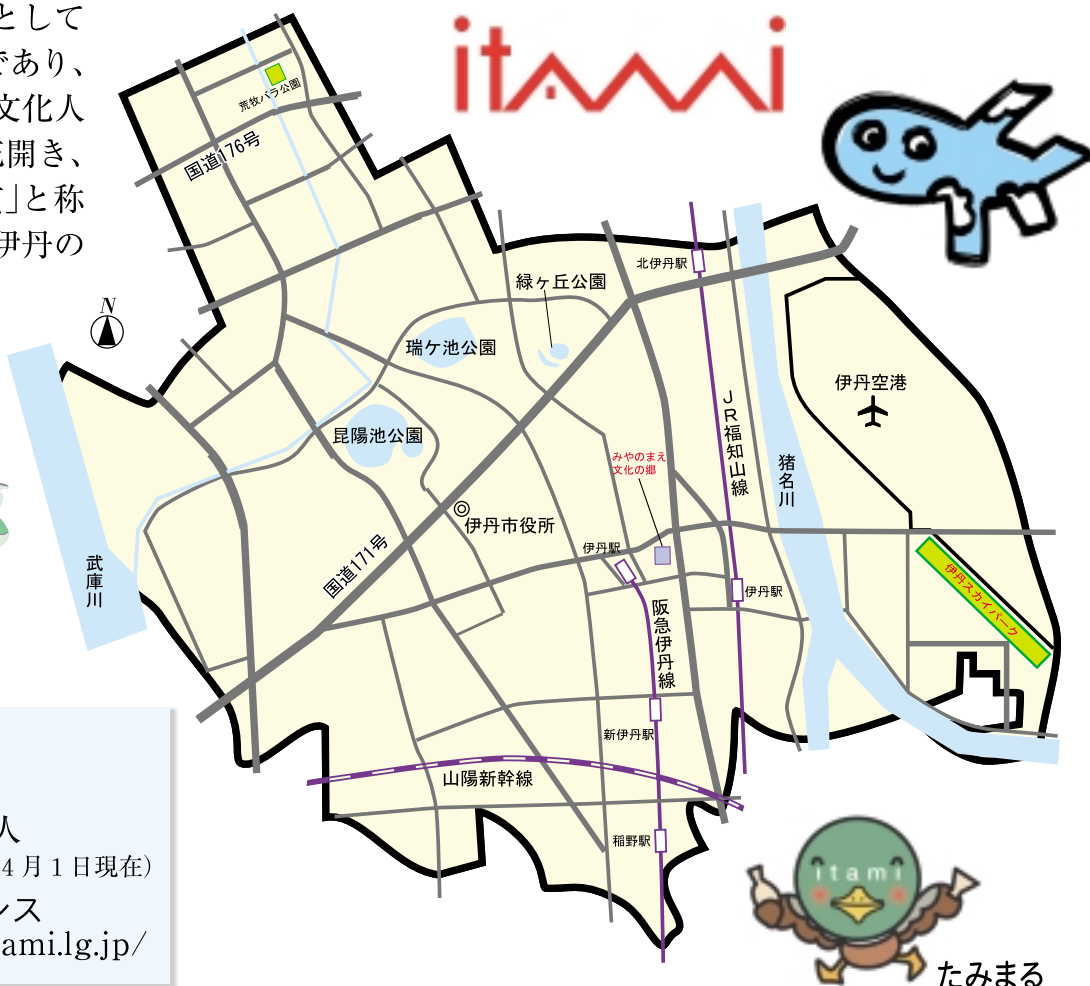 として
であり、
文化人
開き、
」と称
伊丹の
itami
荒牧バラ公園
国道176号
北伊丹駅
緑ヶ丘公園
N
瑞ケ池公園
伊丹空港
JR福知山線
昆陽池公園
みやのまえ
文化の郷
猪名川
伊丹市役所
伊丹駅
国道171号
武庫川
伊丹駅
伊丹スカイパーク
阪急伊丹線
新伊丹駅
山陽新幹線
稲野駅
人
4月1日現在）
ンス
ami.lg.jp/
itami
たみまる